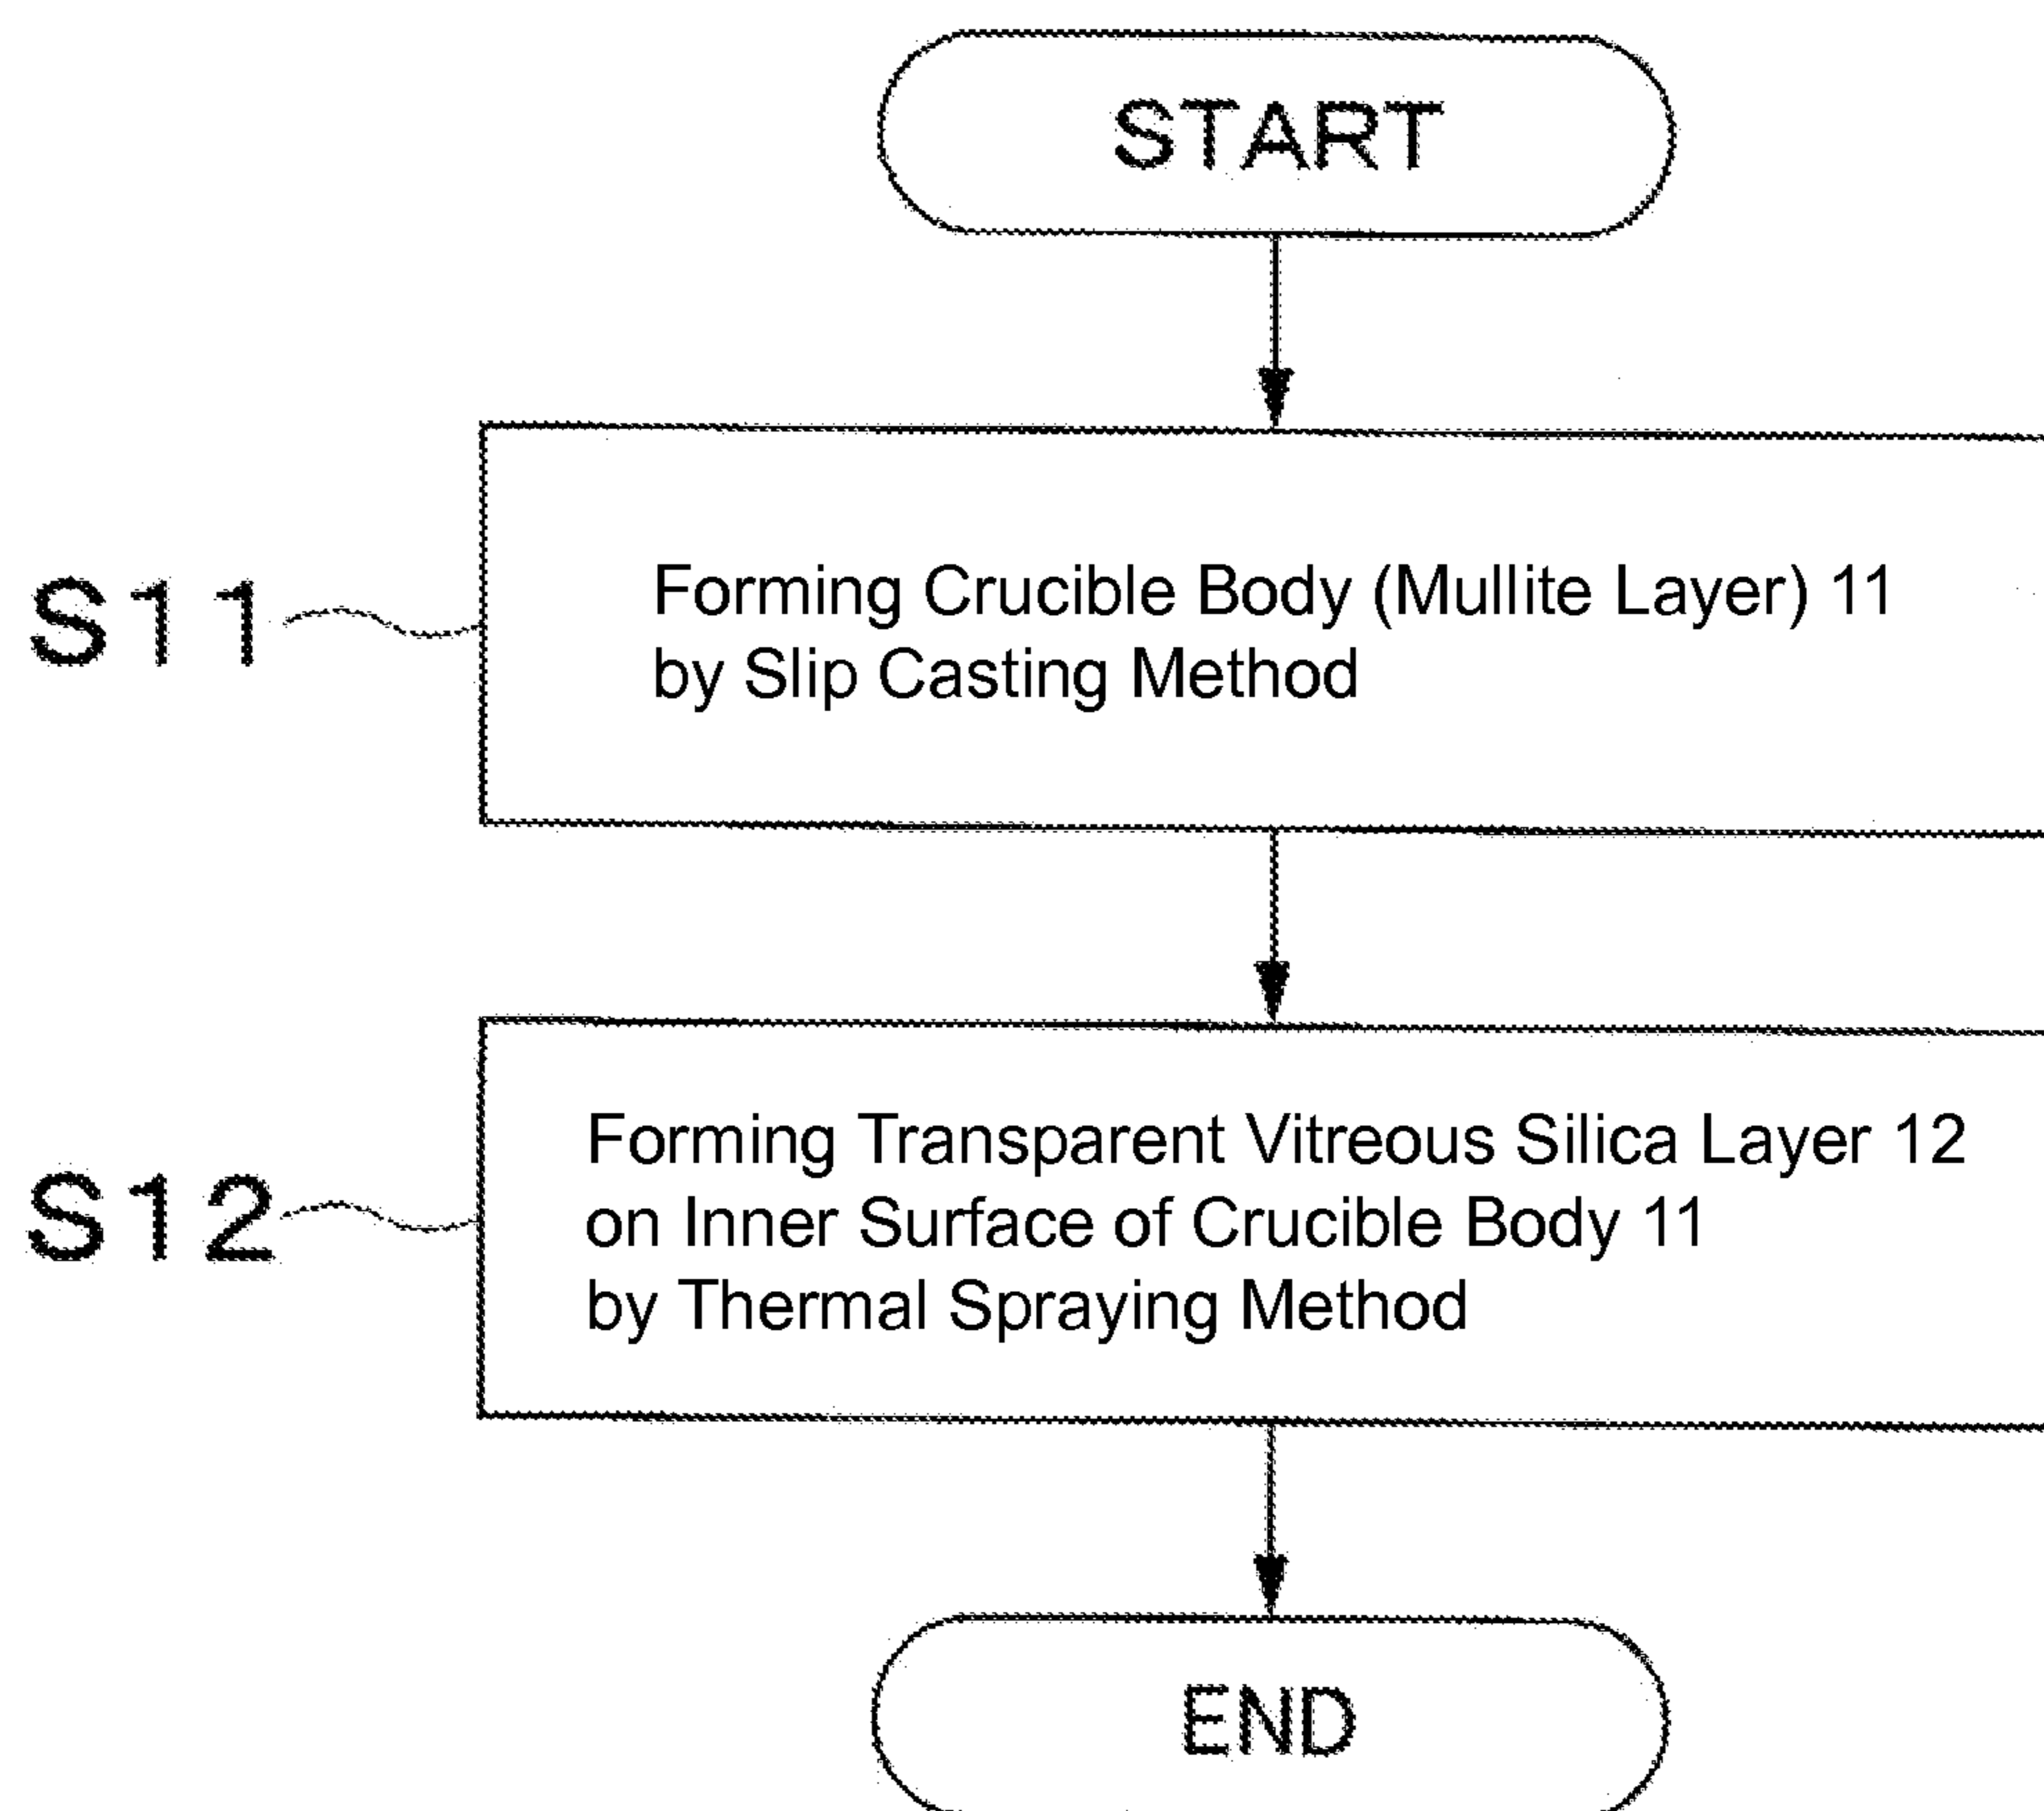 START
S11
Forming Crucible Body (Mullite Layer) 11
by Slip Casting Method
S12
Forming Transparent Vitreous Silica Layer 12
on Inner Surface of Crucible Body 11
by Thermal Spraying Method
END